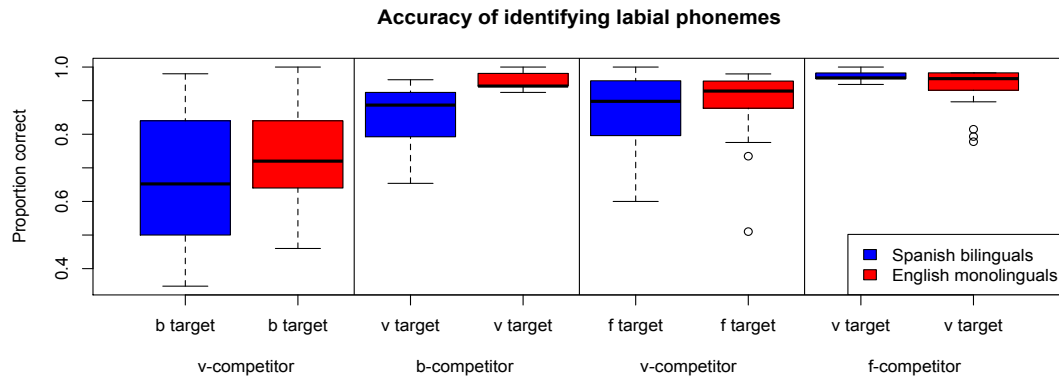 Accuracy of identifying labial phonemes
Proportion correct
1.0
0.8
0.6
0.4
Spanish bilinguals
English monolinguals
b target b target v target v target f target f target v target v target
v-competitor b-competitor v-competitor f-competitor